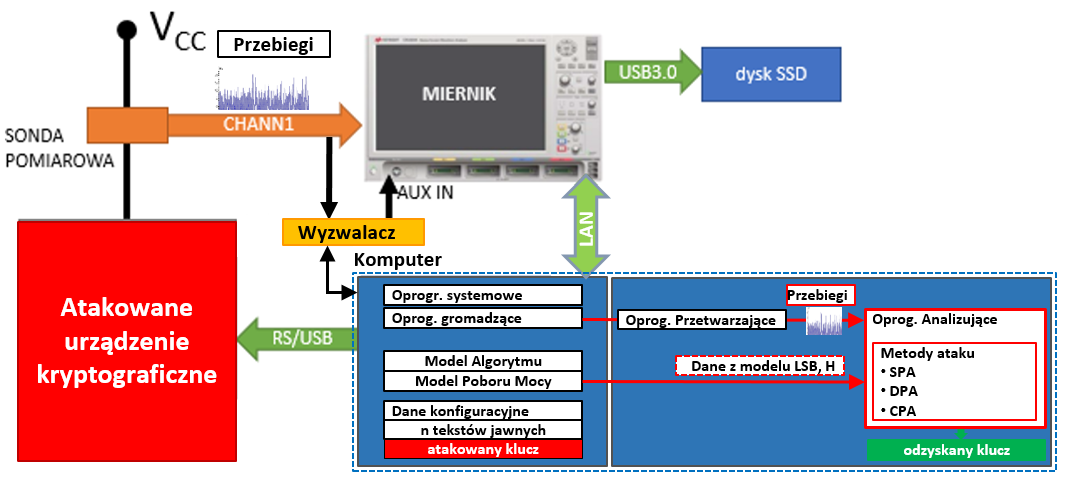 VCC
Przebiegi
SONDA
POMIAROWA
CHANN1
MIERNIK
USB3.0
dysk SSD
AUX IN
Wyzwalacz
LAN
Komputer
Atakowane
urządzenie
kryptograficzne
RS/USB
Oprogr. systemowe
Oprog. gromadzące
Model Algorytmu
Model Poboru Mocy
Dane konfiguracyjne
n tekstów jawnych
atakowany klucz
Oprog. Przetwarzające
Przebiegi
Dane z modelu LSB, H
Oprog. Analizujące
Metody ataku
• SPA
• DPA
• CPA
odzyskany klucz